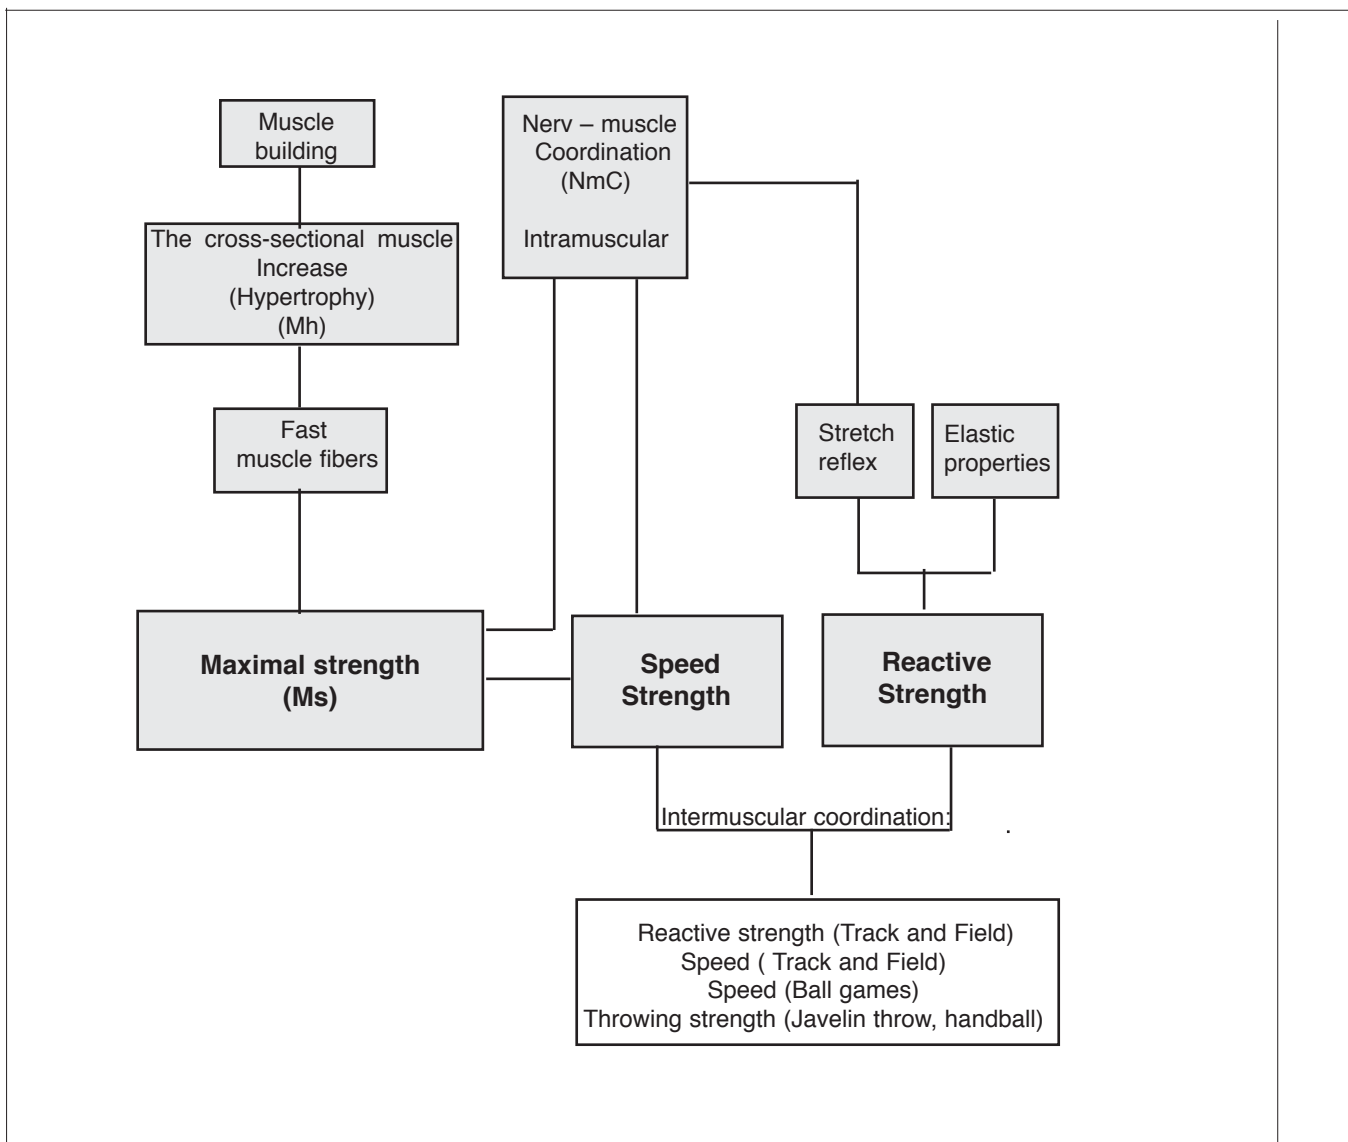 Muscle
building
Nerv – muscle
Coordination
(NmC)
Intramuscular
The cross-sectional muscle
Increase
(Hypertrophy)
(Mh)
Fast
muscle fibers
Stretch
reflex
Elastic
properties
Maximal strength
(Ms)
Speed
Strength
Reactive
Strength
Intermuscular coordination:
.
Reactive strength (Track and Field)
Speed ( Track and Field)
Speed (Ball games)
Throwing strength (Javelin throw, handball)